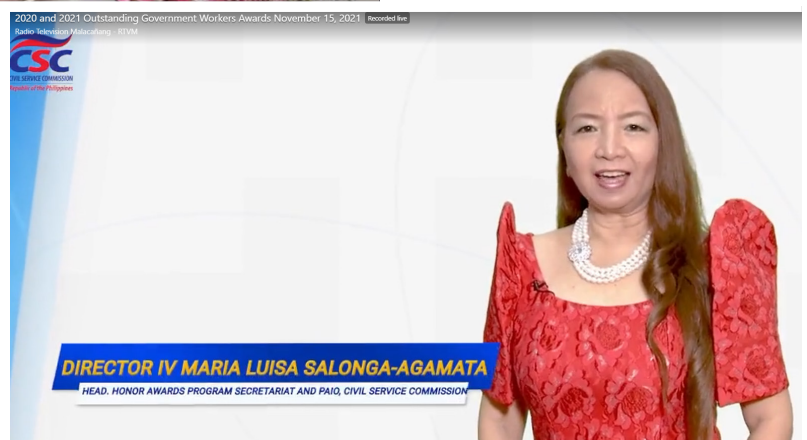 2020 and 2021 Outstanding Government Workers Awards November 15, 2021 Recorded live
Radio Television Malacañang - RTVM
CSC
CIVIL SERVICE COMMISSION
Republic of the Philippines
DIRECTOR IV MARIA LUISA SALONGA-AGAMATA
HEAD. HONOR AWARDS PROGRAM SECRETARIAT AND PAIO, CIVIL SERVICE COMMISSION